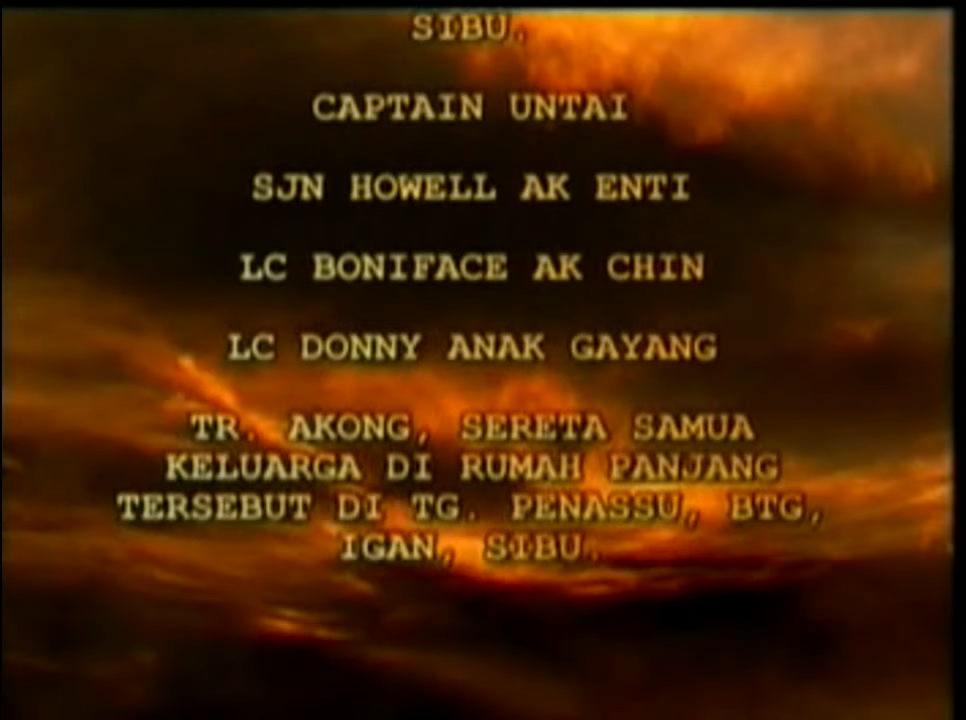 SIBU.
CAPTAIN UNTAI
SJN HOWELL AK ENTI
LC BONIFACE AK CHIN
LC DONNY ANAK GAYANG
TR. AKONG, SERETA SAMUA
KELUARGA DI RUMAH PANJANG
TERSEBUT DI TG. PENASSU, BTG,
IGAN, SIBU.